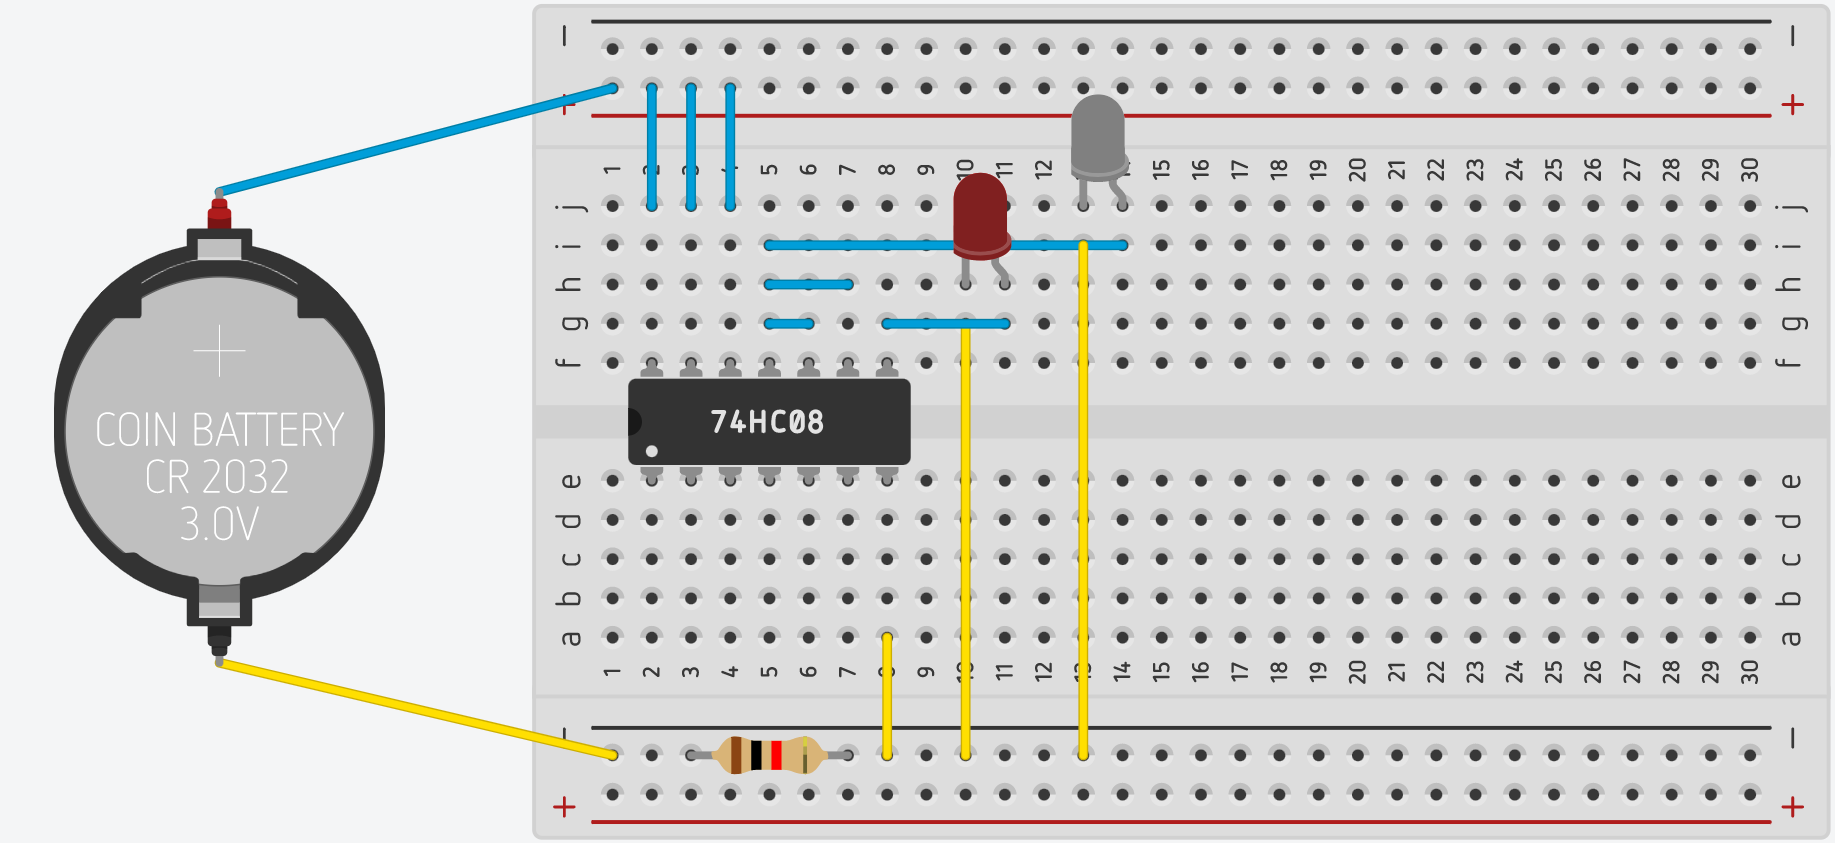 − −
+ +
1 2 3 4 5 6 7 8 9 10 11 12 13 14 15 16 17 18 19 20 21 22 23 24 25 26 27 28 29 30
j j
i i
h h
g g
f f
74HC08
COIN BATTERY
CR 2032
3.0V
e e
d d
c c
b b
a a
1 2 3 4 5 6 7 8 9 10 11 12 13 14 15 16 17 18 19 20 21 22 23 24 25 26 27 28 29 30
− −
+ +